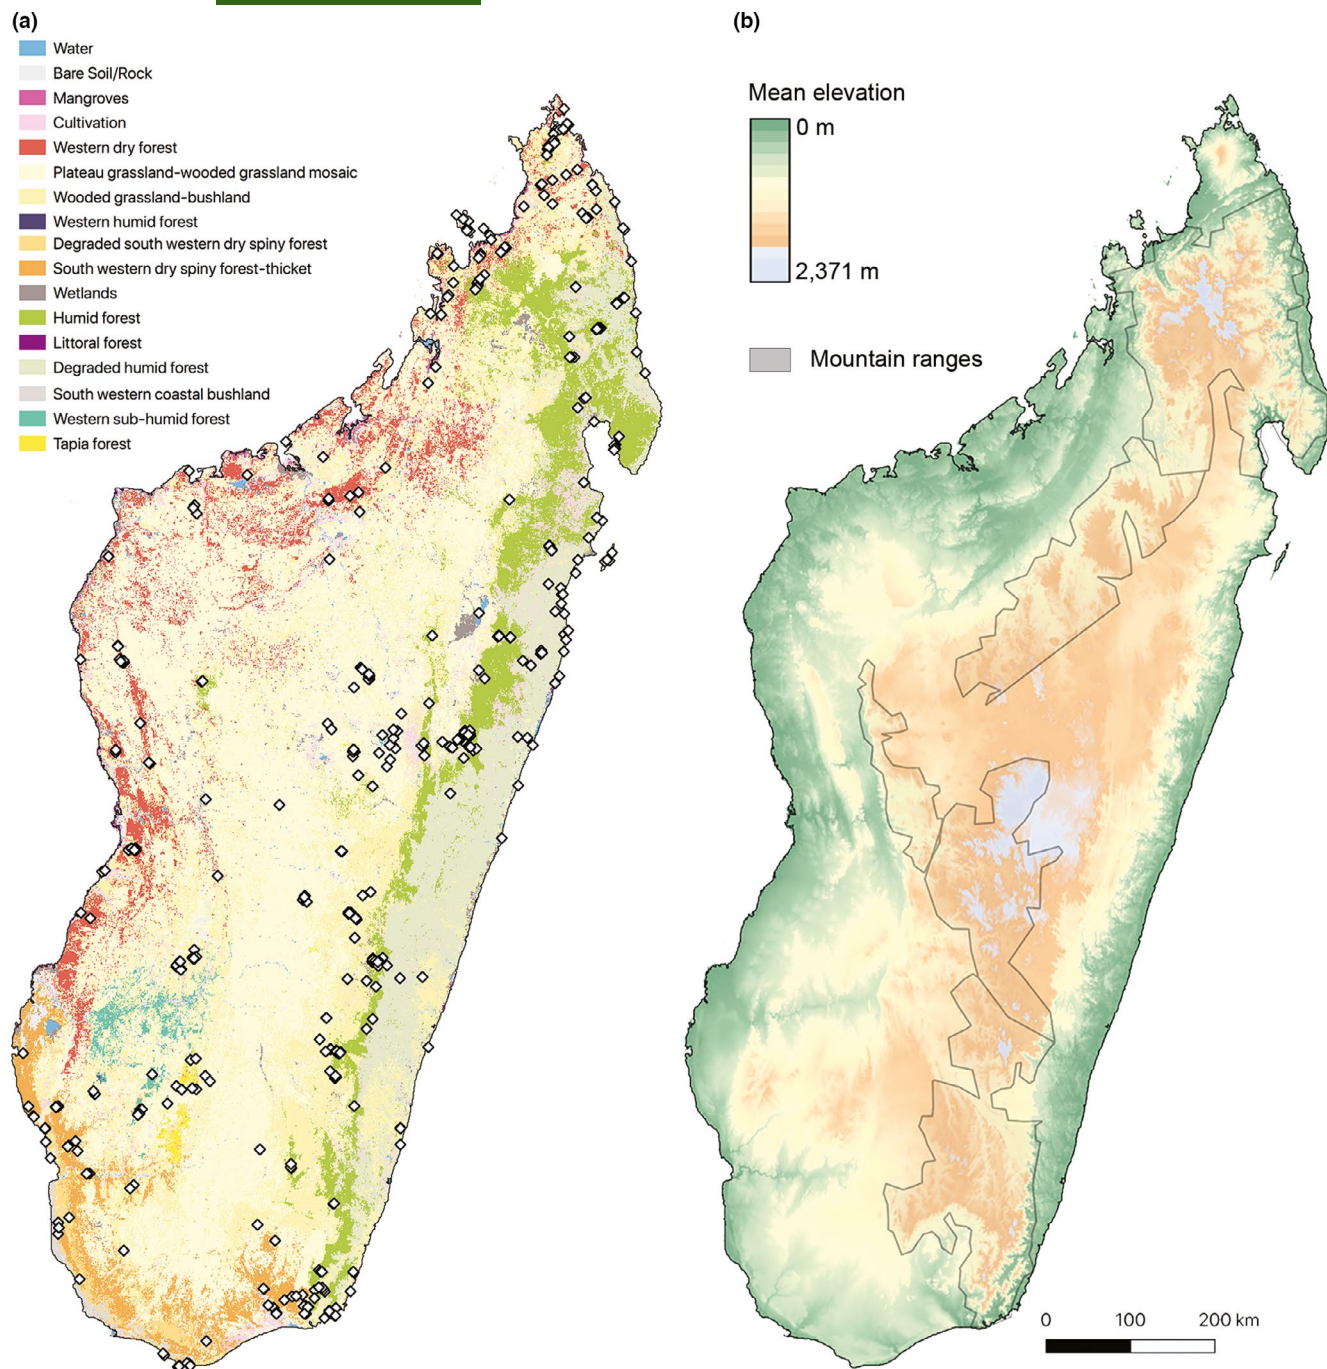 (a)
Water
Bare Soil/Rock
Mangroves
Cultivation
Western dry forest
Plateau grassland-wooded grassland mosaic
Wooded grassland-bushland
Western humid forest
Degraded south western dry spiny forest
South western dry spiny forest-thicket
Wetlands
Humid forest
Littoral forest
Degraded humid forest
South western coastal bushland
Western sub-humid forest
Tapia forest
(b)
Mean elevation
0 m
2,371 m
Mountain ranges
0 100 200 km